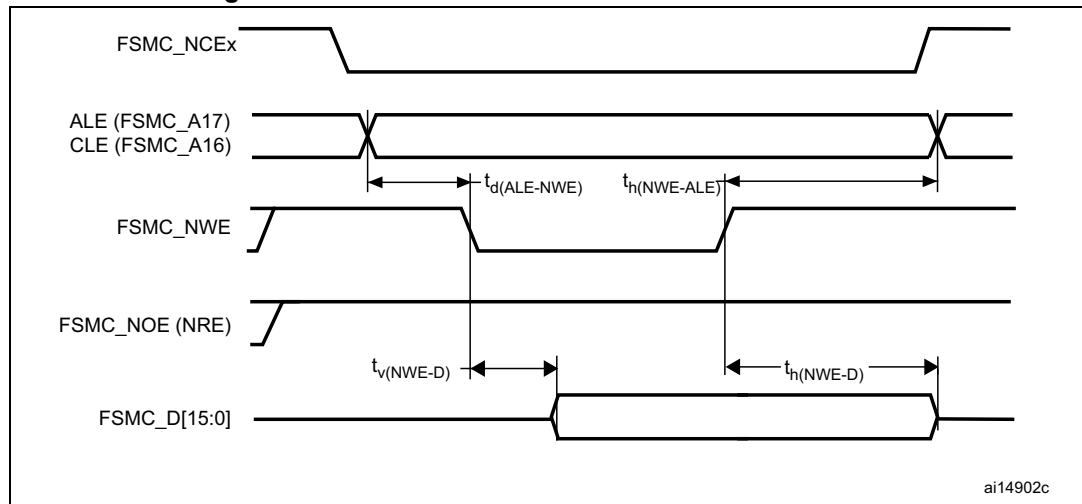 FSMC_NCEx
ALE (FSMC_A17)
CLE (FSMC_A16)
td(ALE-NWE)
th(NWE-ALE)
FSMC_NWE
FSMC_NOE (NRE)
tv(NWE-D)
th(NWE-D)
FSMC_D[15:0]
ai14902c